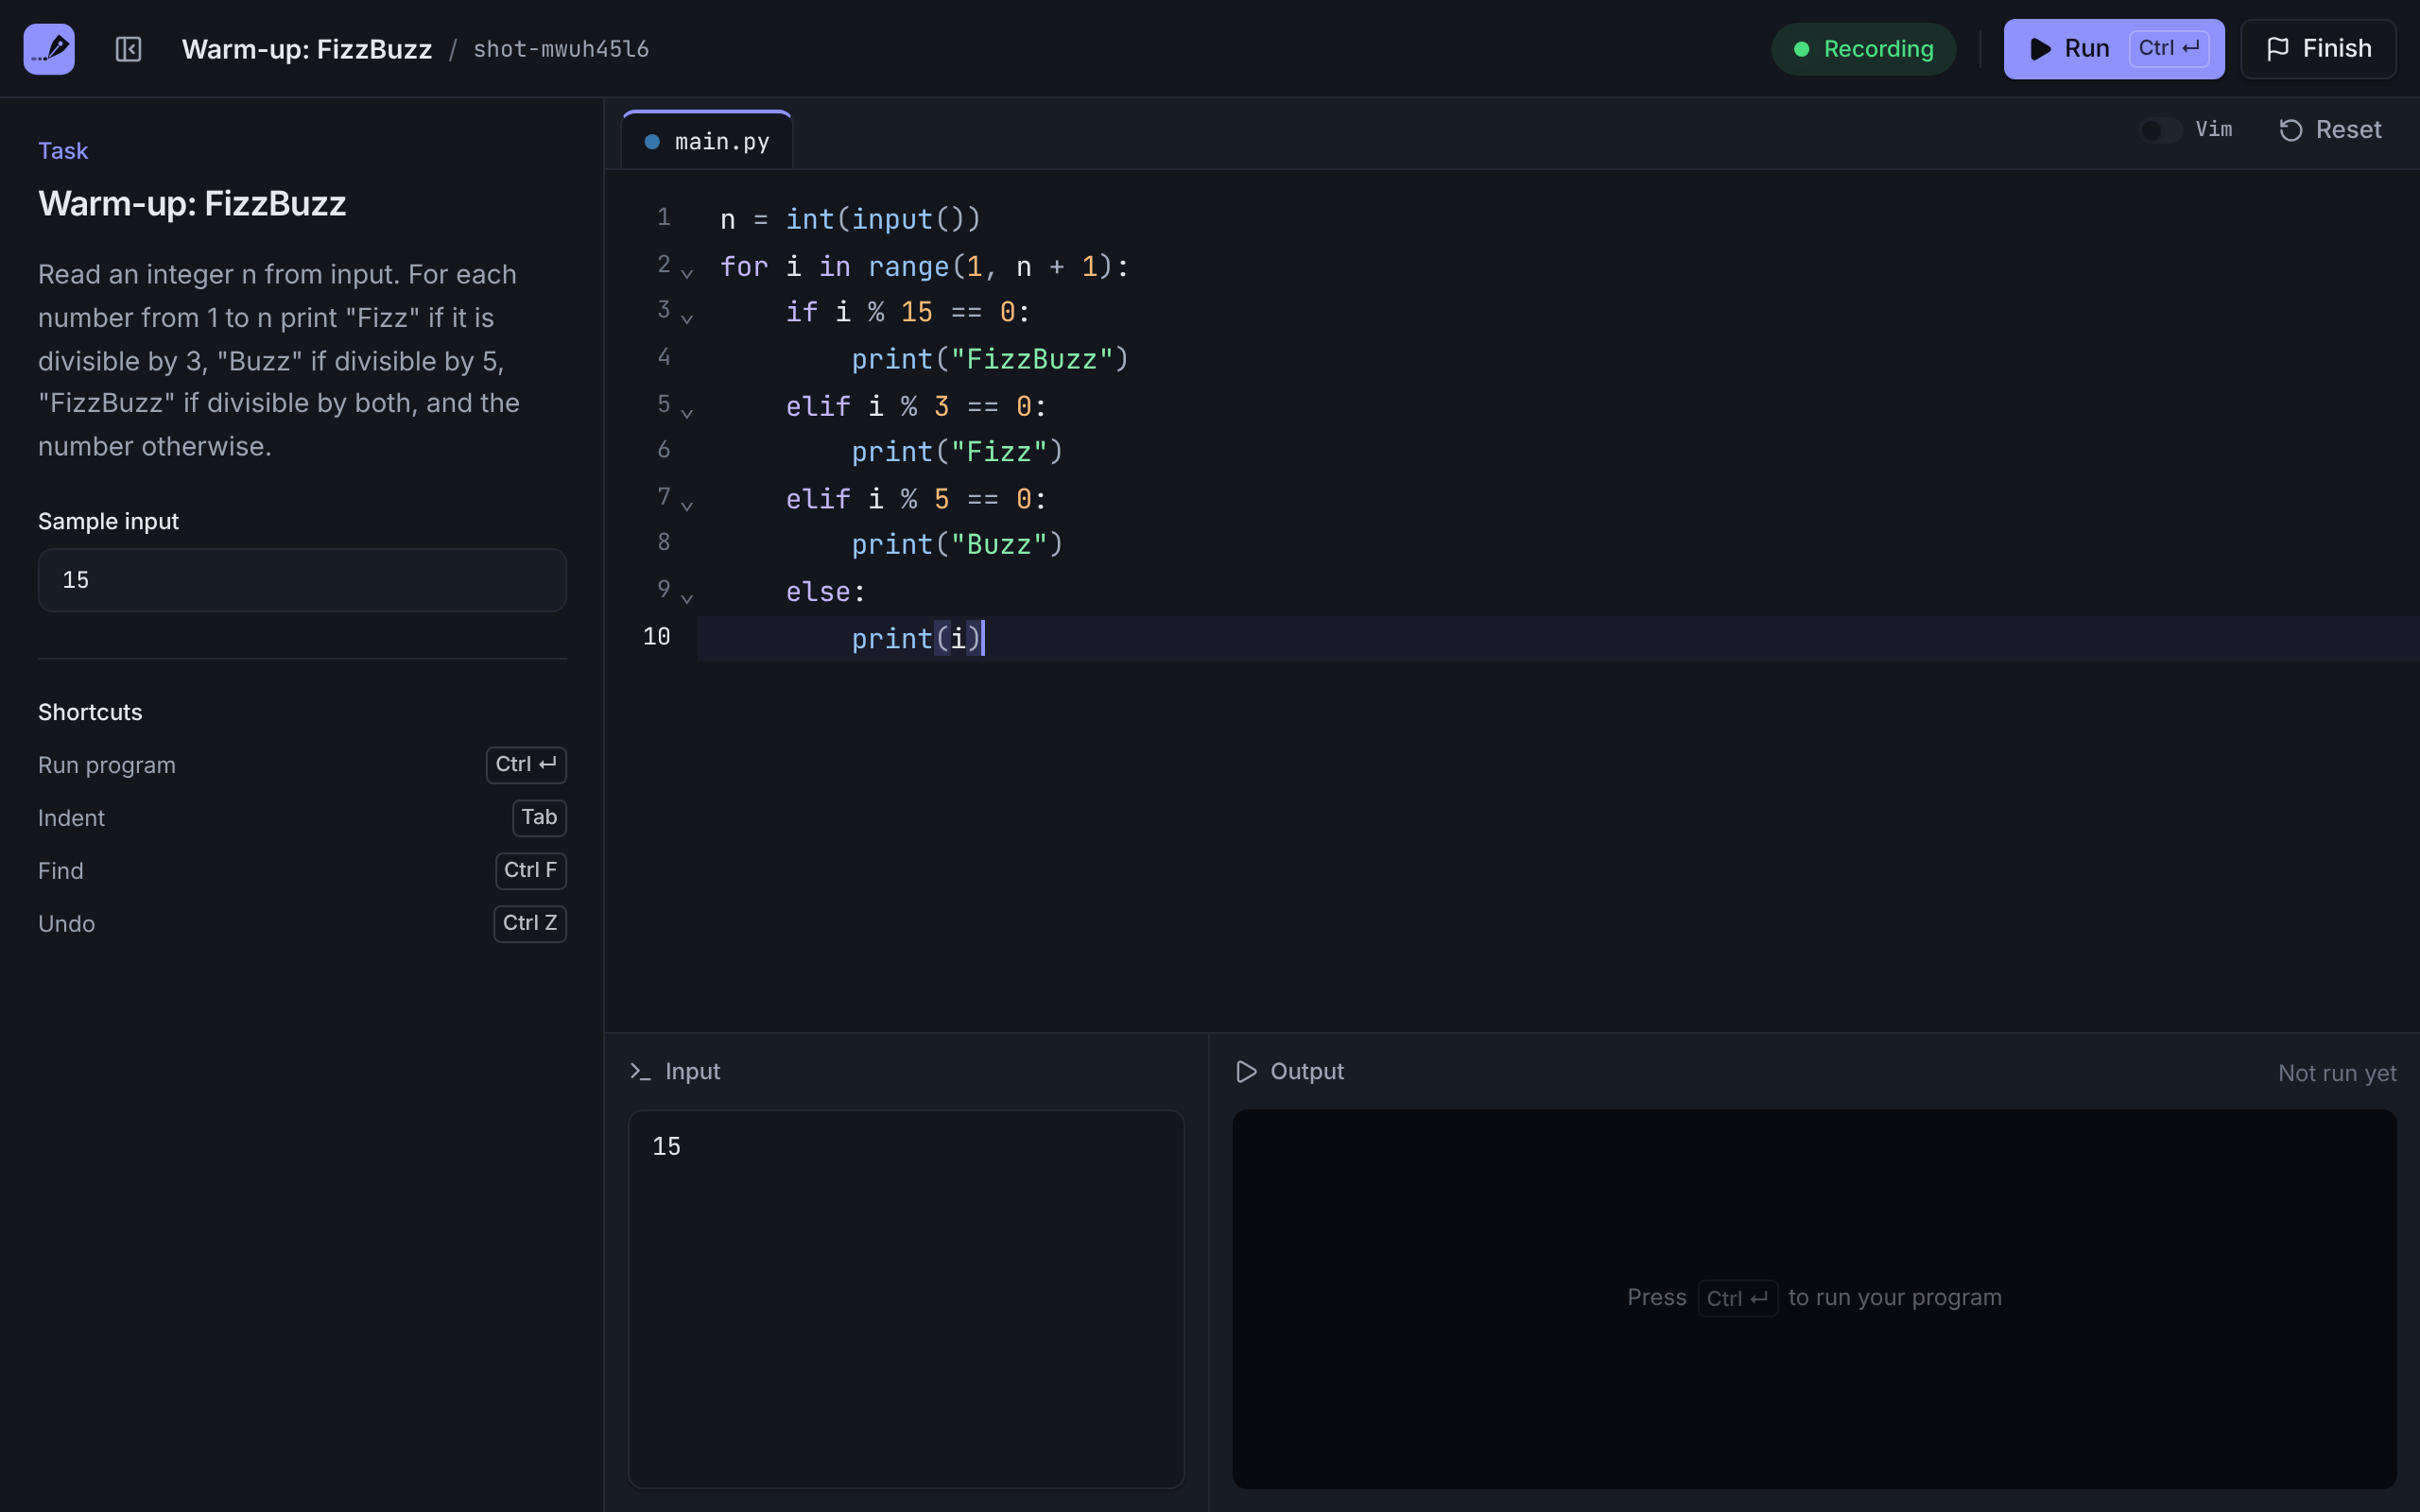 Warm-up: FizzBuzz / shot-mwuh45l6
Recording
Run Ctrl ↵
Finish
Task
Warm-up: FizzBuzz
Read an integer n from input. For each
number from 1 to n print "Fizz" if it is
divisible by 3, "Buzz" if divisible by 5,
"FizzBuzz" if divisible by both, and the
number otherwise.
Sample input
15
Shortcuts
Run program Ctrl ↵
Indent Tab
Find Ctrl F
Undo Ctrl Z
main.py
Vim
Reset
1 n = int(input())
2 for i in range(1, n + 1):
3     if i % 15 == 0:
4         print("FizzBuzz")
5     elif i % 3 == 0:
6         print("Fizz")
7     elif i % 5 == 0:
8         print("Buzz")
9     else:
10         print(i)
Input
15
Output
Not run yet
Press Ctrl ↵ to run your program